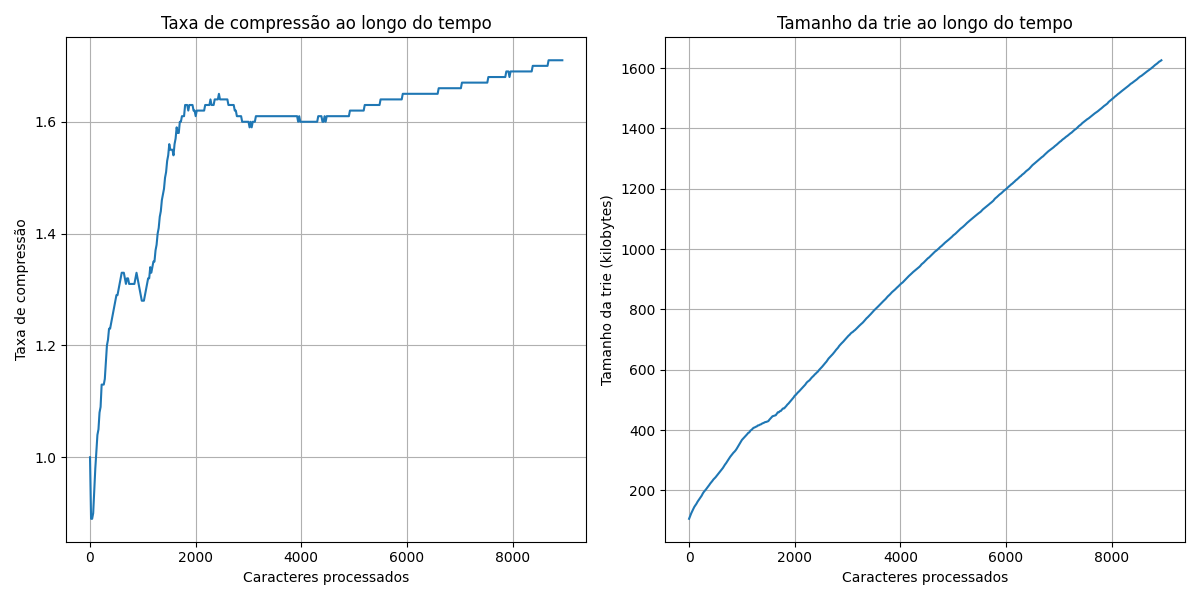 Taxa de compressão ao longo do tempo
Taxa de compressão
1.6
1.4
1.2
1.0
0 2000 4000 6000 8000
Caracteres processados
Tamanho da trie ao longo do tempo
Tamanho da trie (kilobytes)
1600
1400
1200
1000
800
600
400
200
0 2000 4000 6000 8000
Caracteres processados